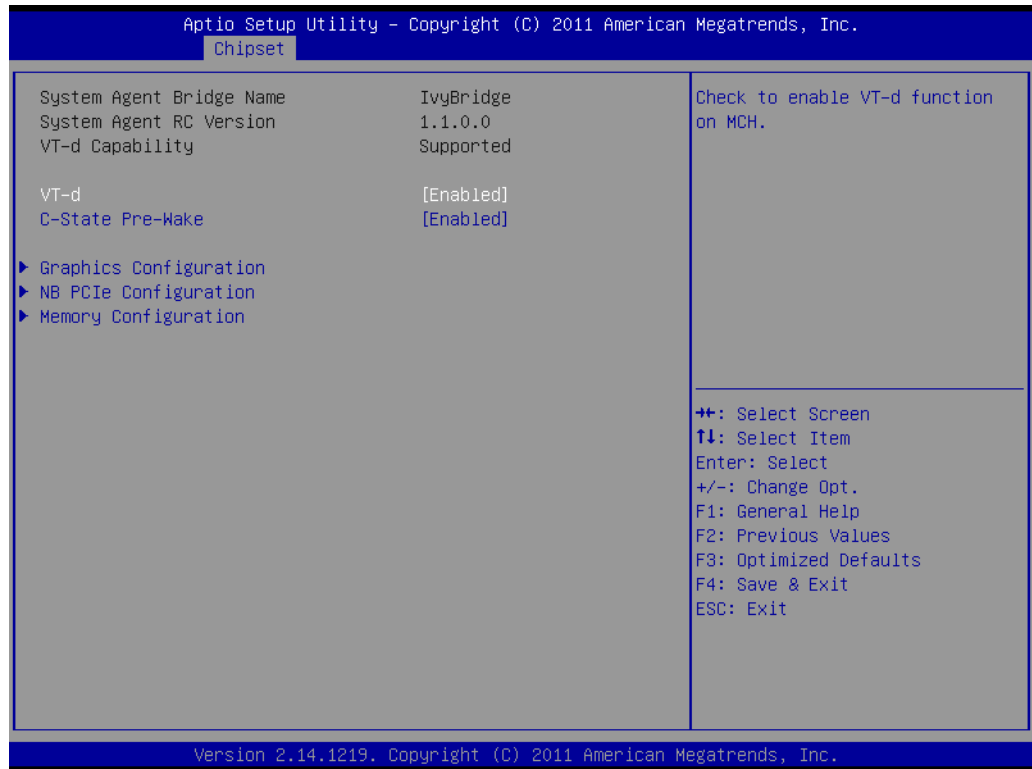 Aptio Setup Utility – Copyright (C) 2011 American Megatrends, Inc.
Chipset
System Agent Bridge Name IvyBridge
System Agent RC Version 1.1.0.0
VT-d Capability Supported
VT-d [Enabled]
C-State Pre-Wake [Enabled]
Graphics Configuration
NB PCIe Configuration
Memory Configuration
Check to enable VT-d function
on MCH.
→←: Select Screen
↑↓: Select Item
Enter: Select
+/-: Change Opt.
F1: General Help
F2: Previous Values
F3: Optimized Defaults
F4: Save & Exit
ESC: Exit
Version 2.14.1219. Copyright (C) 2011 American Megatrends, Inc.